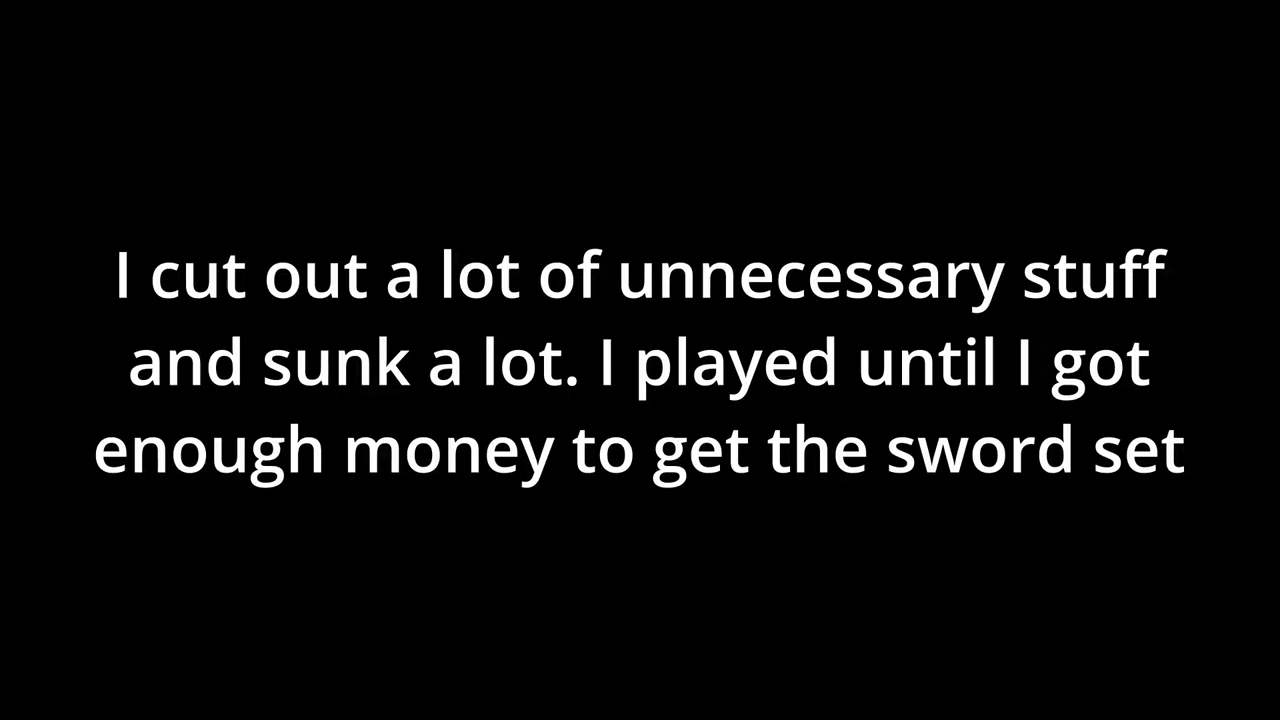 I cut out a lot of unnecessary stuff
and sunk a lot. I played until I got
enough money to get the sword set